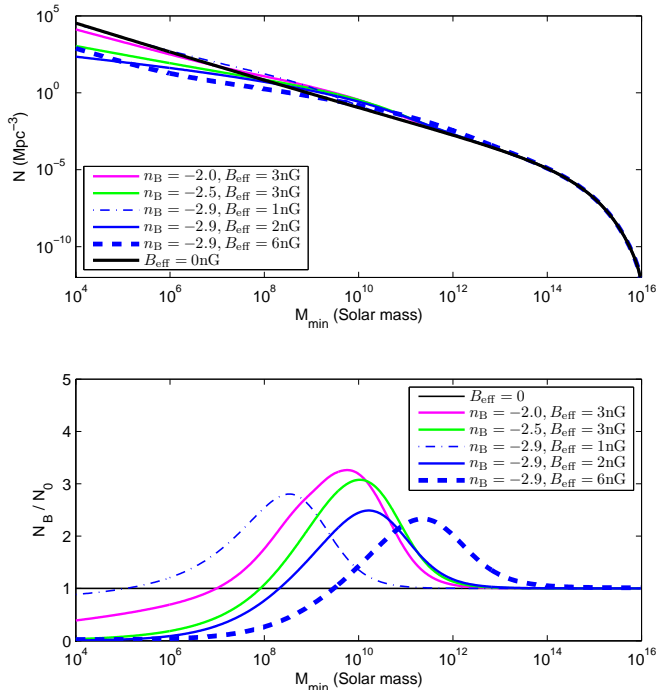 10^5
10^0
10^−5
10^−10
N (Mpc^−3)
n_B = −2.0, B_eff = 3nG
n_B = −2.5, B_eff = 3nG
n_B = −2.9, B_eff = 1nG
n_B = −2.9, B_eff = 2nG
n_B = −2.9, B_eff = 6nG
B_eff = 0nG
10^4 10^6 10^8 10^10 10^12 10^14 10^16
M_min (Solar mass)
5
4
3
2
1
0
N_B / N_0
B_eff = 0
n_B = −2.0, B_eff = 3nG
n_B = −2.5, B_eff = 3nG
n_B = −2.9, B_eff = 1nG
n_B = −2.9, B_eff = 2nG
n_B = −2.9, B_eff = 6nG
10^4 10^6 10^8 10^10 10^12 10^14 10^16
M_min (Solar mass)